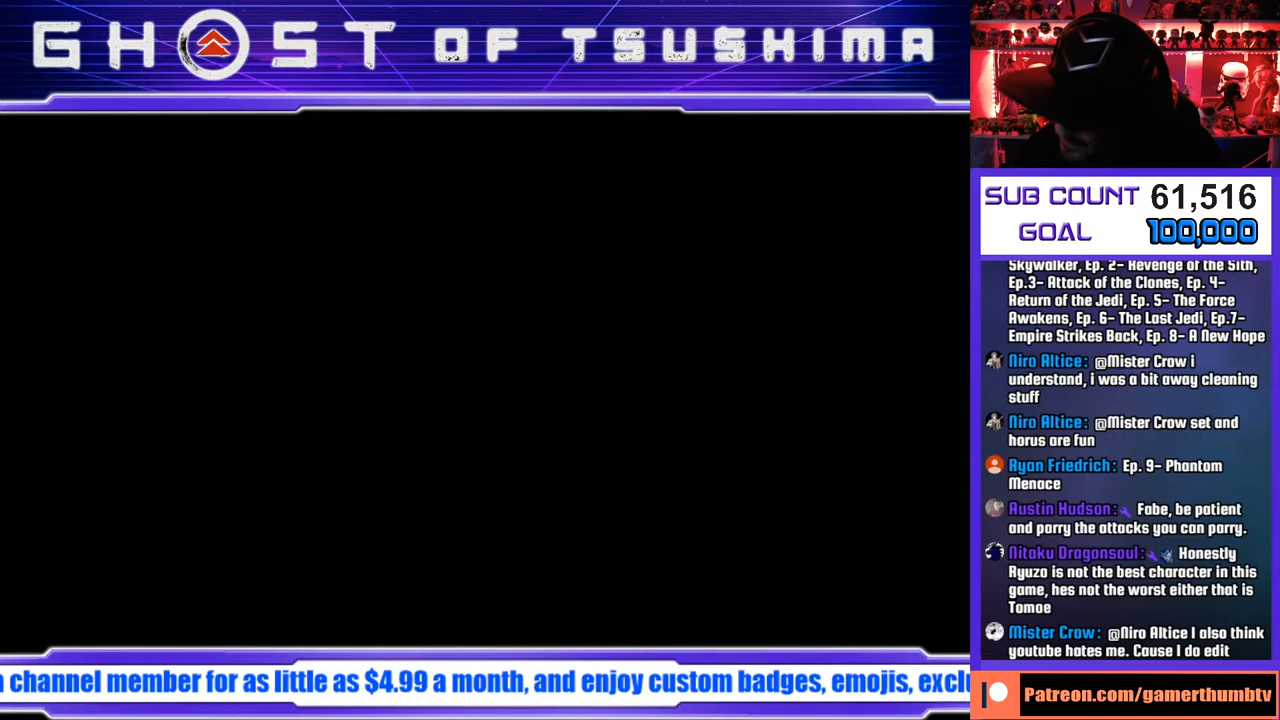 GHOST OF TSUSHIMA
SUB COUNT 61,516
GOAL 100,000
Skywalker, Ep. 2- Revenge of the Sith,
Ep.3- Attack of the Clones, Ep. 4-
Return of the Jedi, Ep. 5- The Force
Awakens, Ep. 6- The Last Jedi, Ep.7-
Empire Strikes Back, Ep. 8- A New Hope
Niro Altice: @Mister Crow i
understand, i was a bit away cleaning
stuff
Niro Altice: @Mister Crow set and
horus are fun
Ryan Friedrich: Ep. 9- Phantom
Menace
Austin Hudson: Fabe, be patient
and parry the attacks you can parry.
Nitaku Dragonsoul: Honestly
Ryuzo is not the best character in this
game, hes not the worst either that is
Tomoe
Mister Crow: @Niro Altice I also think
youtube hates me. Cause I do edit
channel member for as little as $4.99 a month, and enjoy custom badges, emojis,
Patreon.com/gamerthumbtv